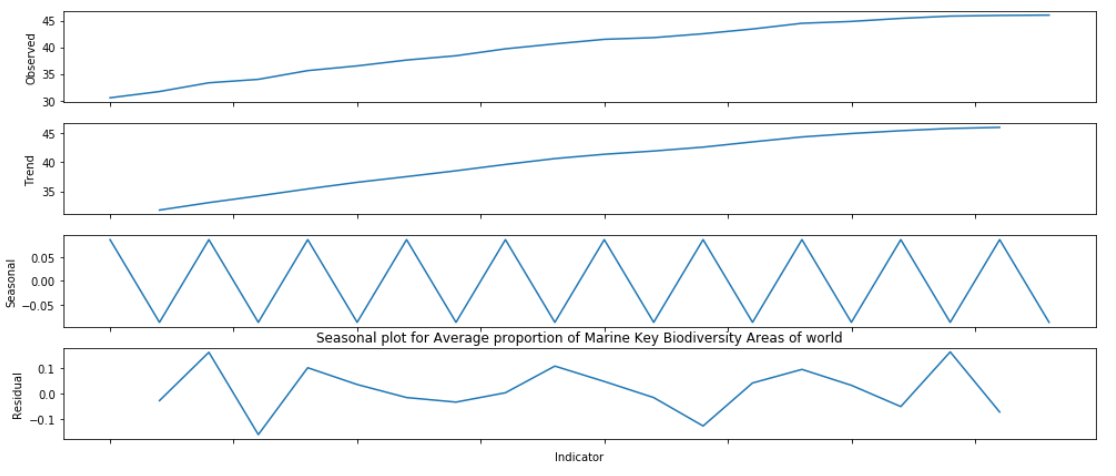 45
40
35
30
Observed
45
40
35
Trend
0.05
0.00
−0.05
Seasonal
Seasonal plot for Average proportion of Marine Key Biodiversity Areas of world
0.1
0.0
−0.1
Residual
Indicator